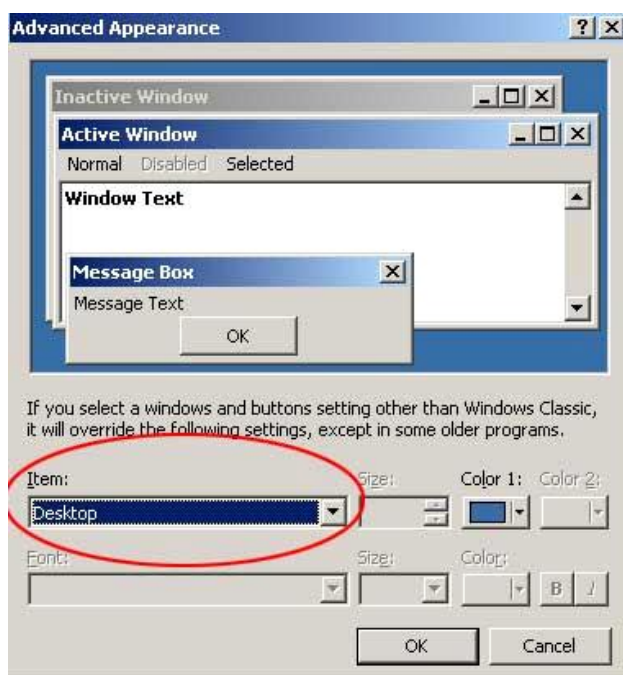 Advanced Appearance
Inactive Window
Active Window
Normal Disabled Selected
Window Text
Message Box
Message Text
OK
If you select a windows and buttons setting other than Windows Classic,
it will override the following settings, except in some older programs.
Item: Size: Color 1: Color 2:
Desktop
Font: Size: Color:
B I
OK Cancel